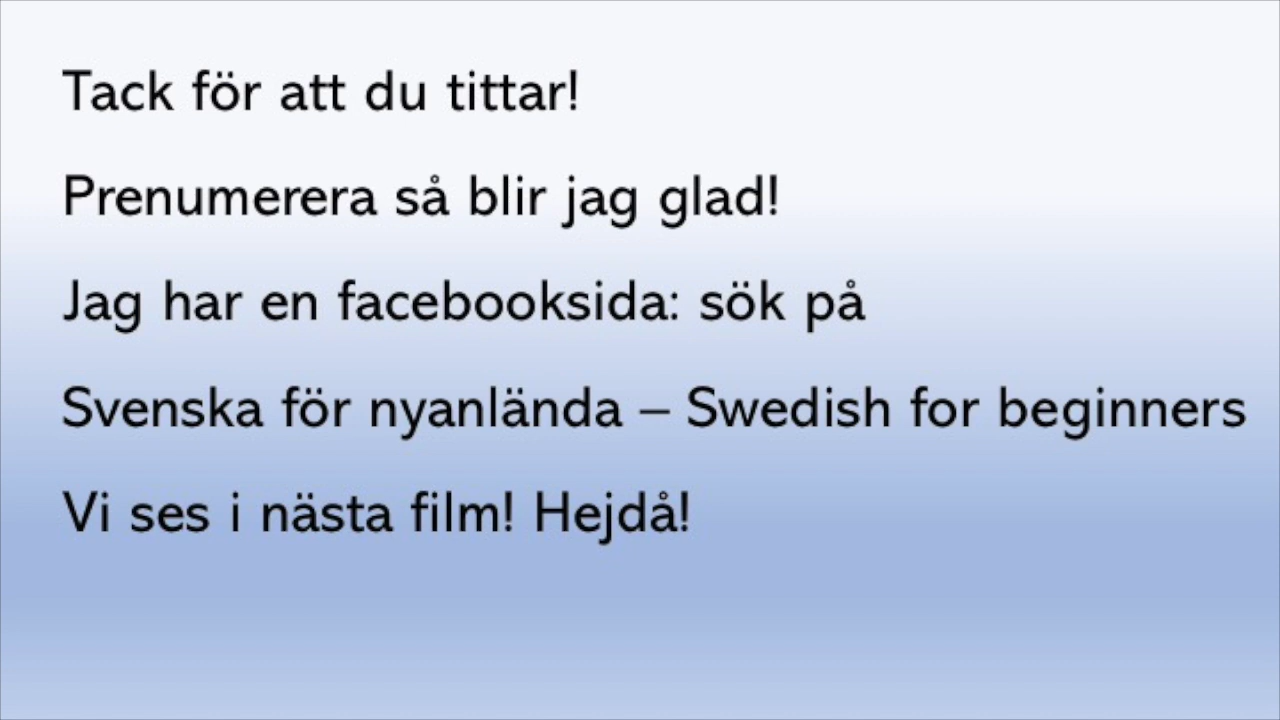 Tack för att du tittar!
Prenumerera så blir jag glad!
Jag har en facebooksida: sök på
Svenska för nyanlända – Swedish for beginners
Vi ses i nästa film! Hejdå!